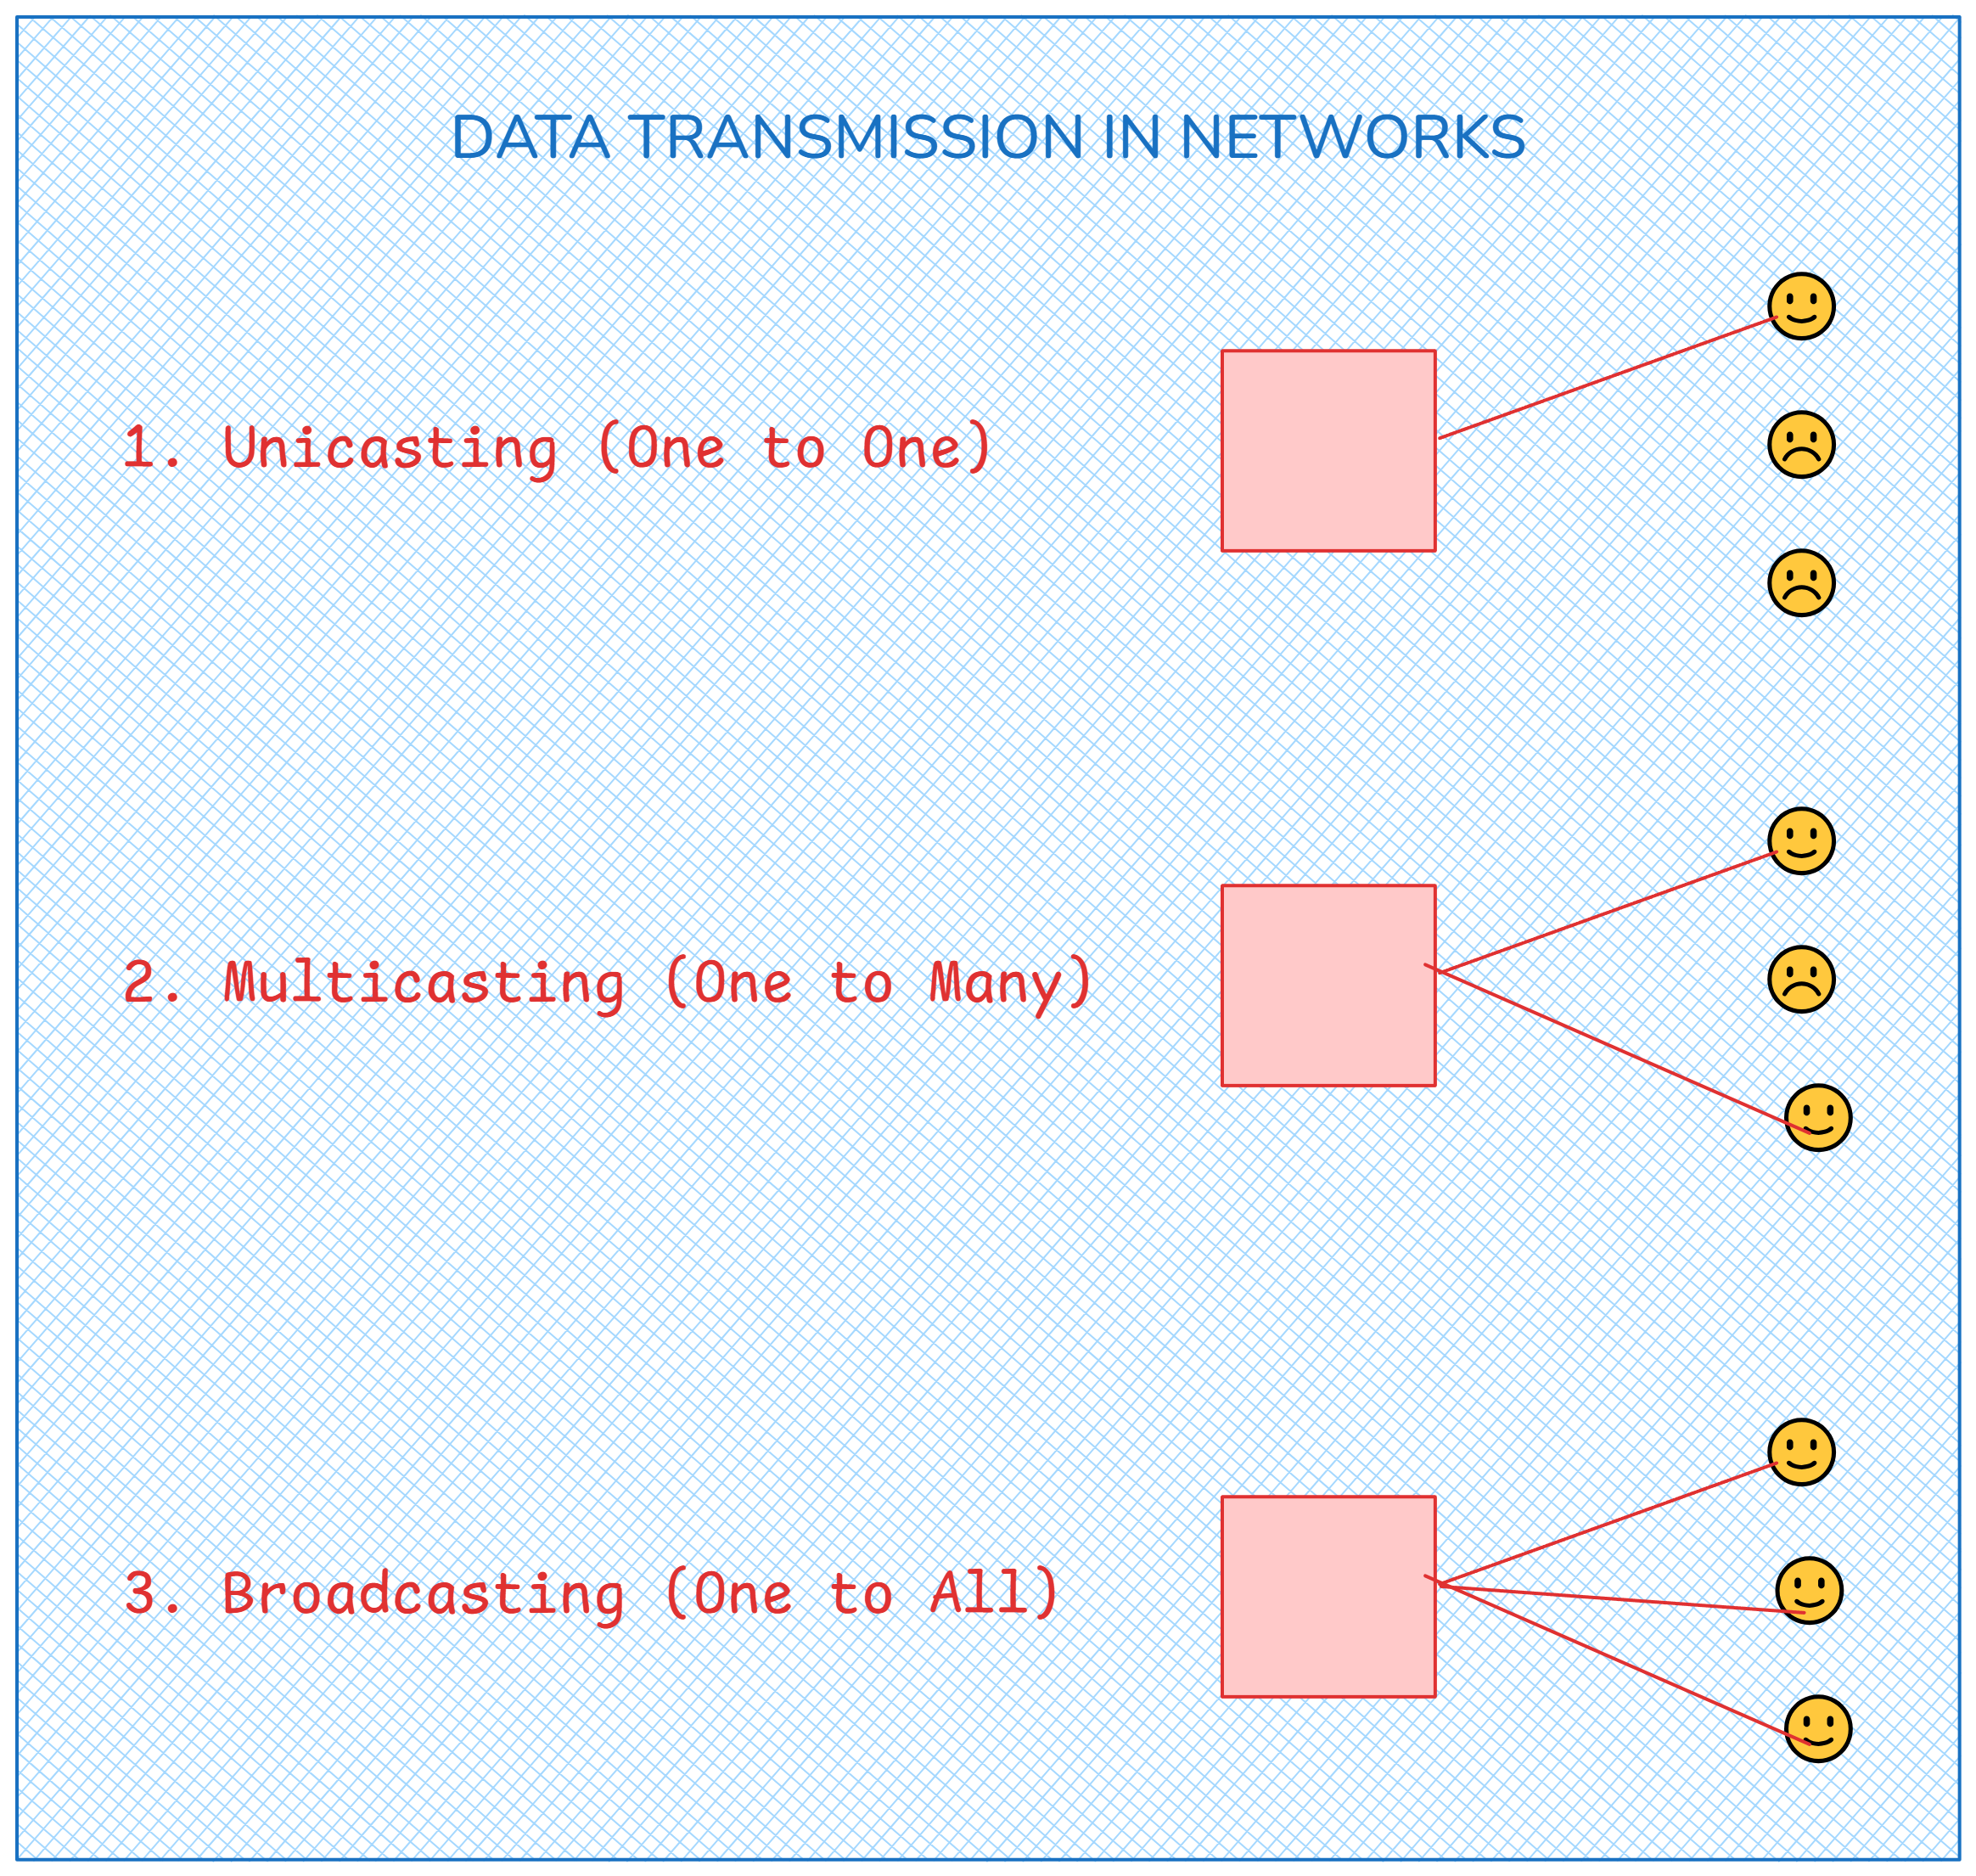 DATA TRANSMISSION IN NETWORKS
1. Unicasting (One to One)
2. Multicasting (One to Many)
3. Broadcasting (One to All)